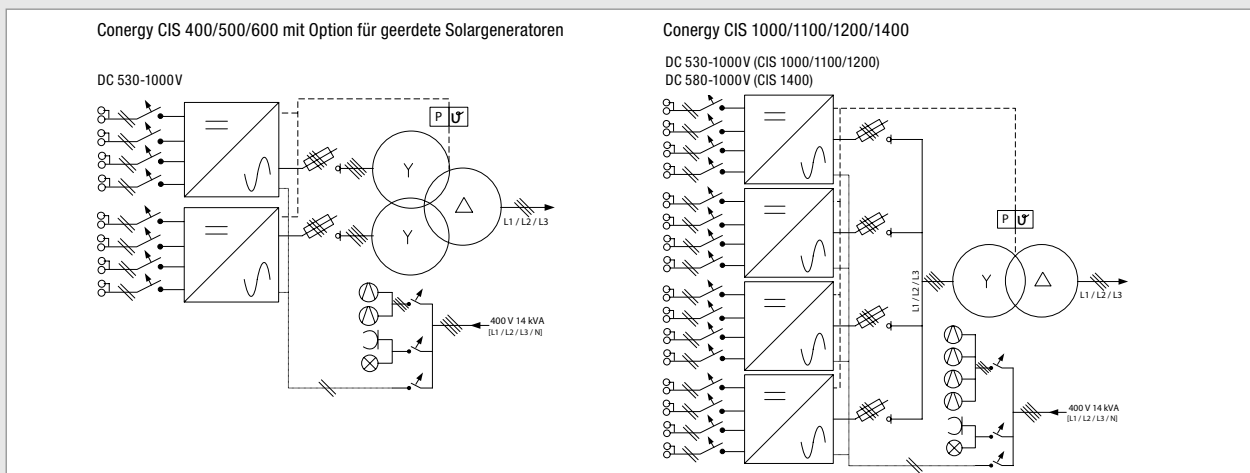 Conergy CIS 400/500/600 mit Option für geerdete Solargeneratoren
DC 530-1000V
P ϑ
Y
Y
△
L1 / L2 / L3
400 V 14 kVA
[L1 / L2 / L3 / N]
Conergy CIS 1000/1100/1200/1400
DC 530-1000V (CIS 1000/1100/1200)
DC 580-1000V (CIS 1400)
P ϑ
L1 / L2 / L3
Y
△
L1 / L2 / L3
400 V 14 kVA
[L1 / L2 / L3 / N]